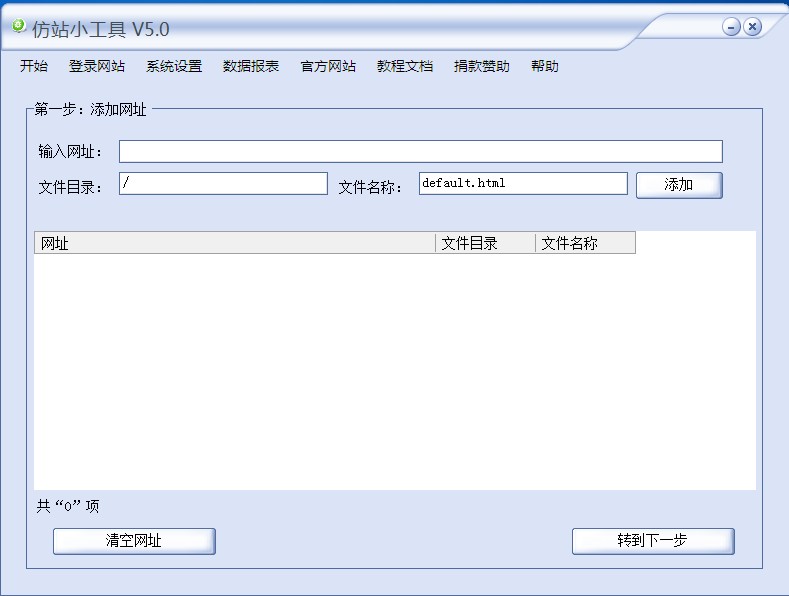 仿站小工具 V5.0
开始 登录网站 系统设置 数据报表 官方网站 教程文档 捐款赞助 帮助
第一步：添加网址
输入网址：
文件目录： / 文件名称： default.html 添加
网址 文件目录 文件名称
共“0”项
清空网址 转到下一步